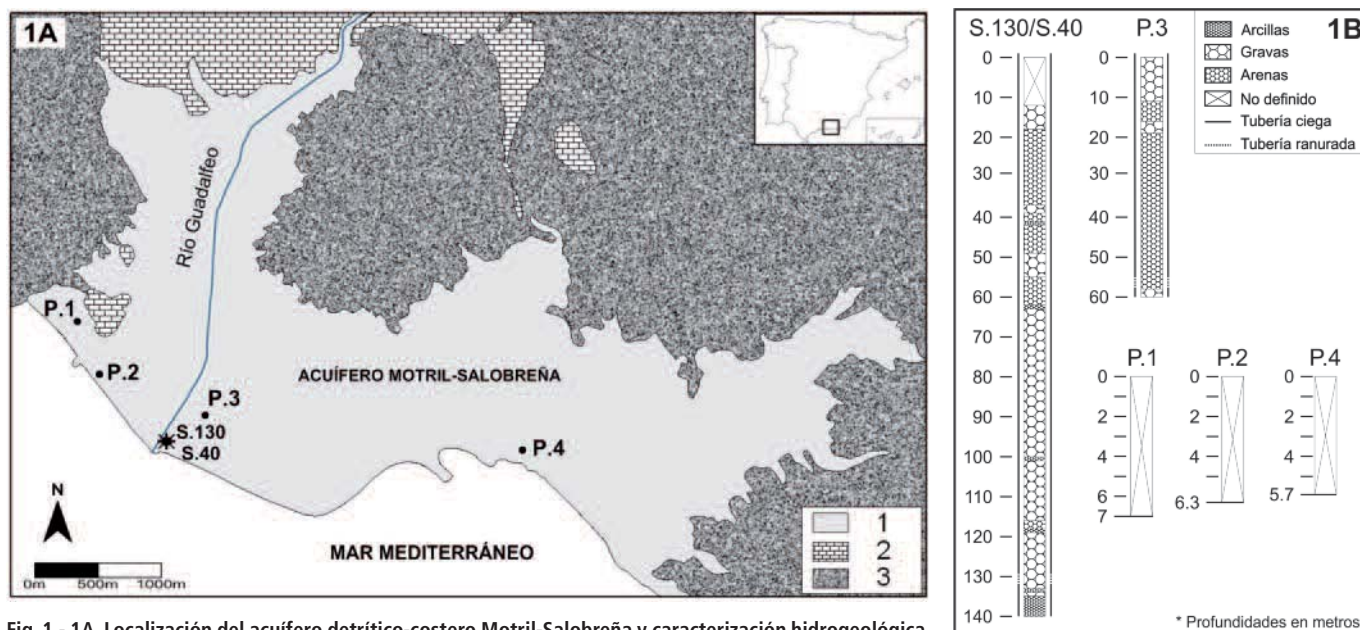 1A
Río Guadalfeo
P.1
P.2
P.3
S.130
S.40
ACUÍFERO MOTRIL-SALOBREÑA
P.4
N
0m 500m 1000m
MAR MEDITERRÁNEO
1
2
3
1B
S.130/S.40
P.3
Arcillas
Gravas
Arenas
No definido
Tubería ciega
Tubería ranurada
0
10
20
30
40
50
60
70
80
90
100
110
120
130
140
0
10
20
30
40
50
60
P.1
0
2
4
6
7
P.2
0
2
4
6.3
P.4
0
2
4
5.7
* Profundidades en metros
Fig. 1.- 1A. Localización del acuífero detrítico-costero Motril-Salobreña y caracterización hidrogeológica